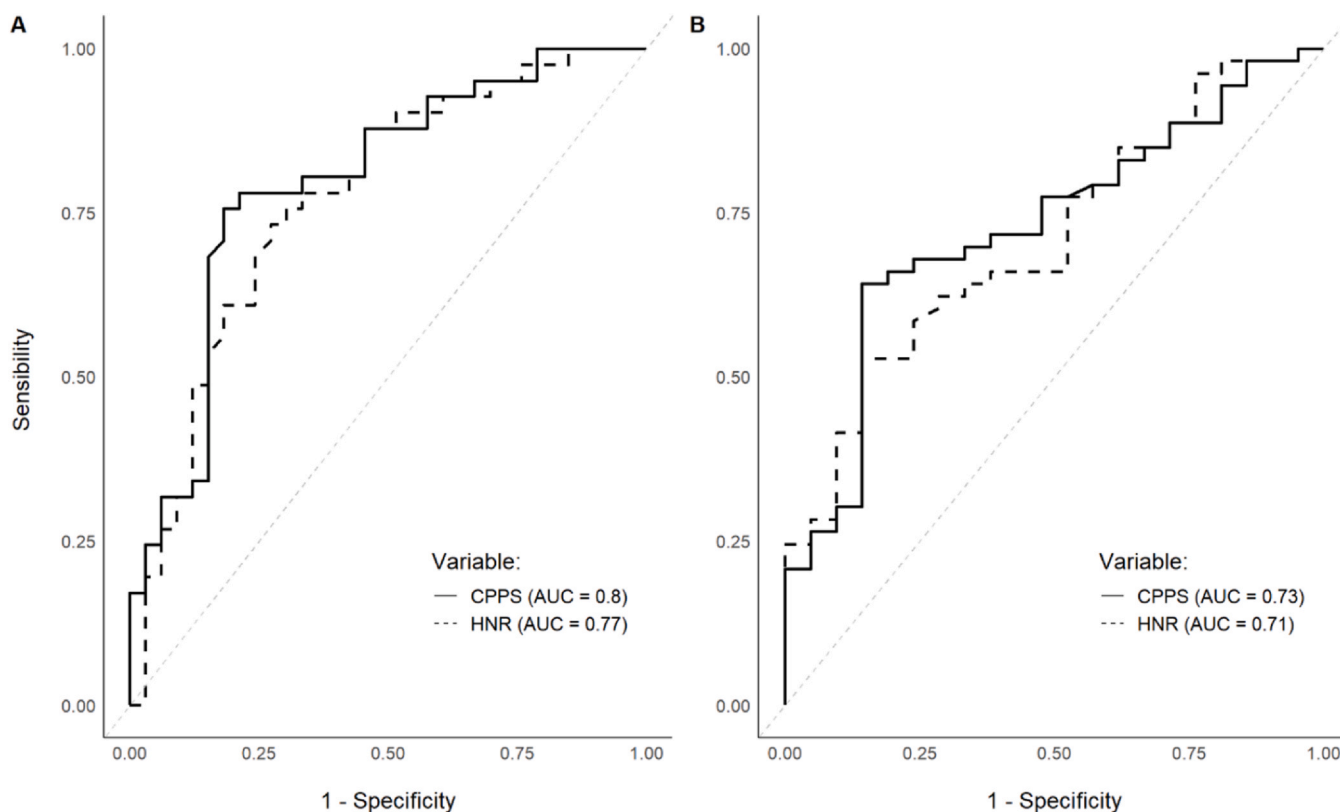 A
1.00
0.75
0.50
0.25
0.00
Sensibility
Variable:
CPPS (AUC = 0.8)
HNR (AUC = 0.77)
0.00 0.25 0.50 0.75 1.00
1 - Specificity
B
1.00
0.75
0.50
0.25
0.00
Variable:
CPPS (AUC = 0.73)
HNR (AUC = 0.71)
0.00 0.25 0.50 0.75 1.00
1 - Specificity